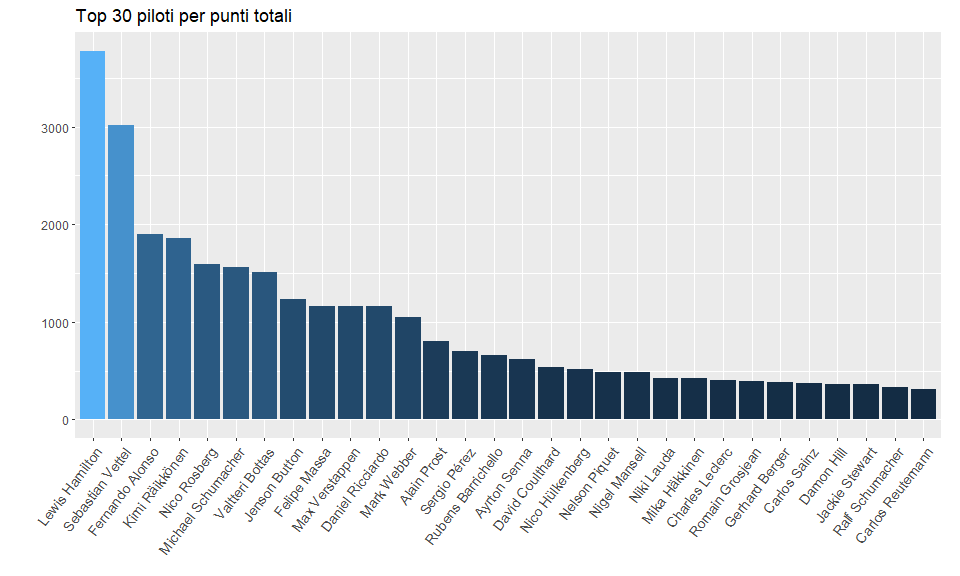 Top 30 piloti per punti totali
3000
2000
1000
0
Lewis Hamilton
Sebastian Vettel
Fernando Alonso
Kimi Räikkönen
Nico Rosberg
Michael Schumacher
Valtteri Bottas
Jenson Button
Felipe Massa
Max Verstappen
Daniel Ricciardo
Mark Webber
Alain Prost
Sergio Pérez
Rubens Barrichello
Ayrton Senna
David Coulthard
Nico Hülkenberg
Nelson Piquet
Nigel Mansell
Niki Lauda
Mika Häkkinen
Charles Leclerc
Romain Grosjean
Gerhard Berger
Carlos Sainz
Damon Hill
Jackie Stewart
Ralf Schumacher
Carlos Reutemann